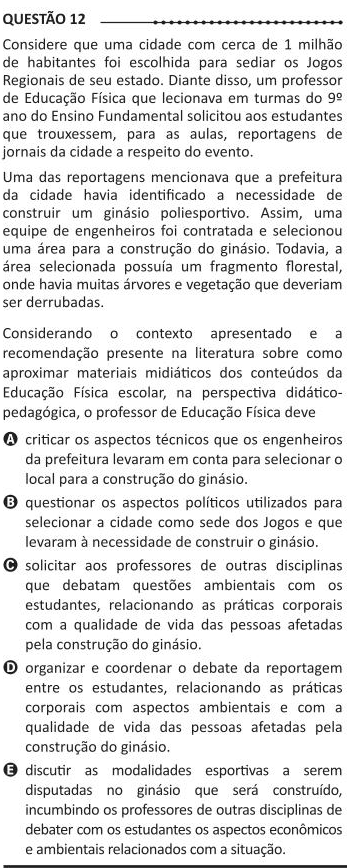 QUESTÃO 12
Considere que uma cidade com cerca de 1 milhão
de habitantes foi escolhida para sediar os Jogos
Regionais de seu estado. Diante disso, um professor
de Educação Física que lecionava em turmas do 9º
ano do Ensino Fundamental solicitou aos estudantes
que trouxessem, para as aulas, reportagens de
jornais da cidade a respeito do evento.
Uma das reportagens mencionava que a prefeitura
da cidade havia identificado a necessidade de
construir um ginásio poliesportivo. Assim, uma
equipe de engenheiros foi contratada e selecionou
uma área para a construção do ginásio. Todavia, a
área selecionada possuía um fragmento florestal,
onde havia muitas árvores e vegetação que deveriam
ser derrubadas.
Considerando o contexto apresentado e a
recomendação presente na literatura sobre como
aproximar materiais midiáticos dos conteúdos da
Educação Física escolar, na perspectiva didático-
pedagógica, o professor de Educação Física deve
A criticar os aspectos técnicos que os engenheiros
da prefeitura levaram em conta para selecionar o
local para a construção do ginásio.
B questionar os aspectos políticos utilizados para
selecionar a cidade como sede dos Jogos e que
levaram à necessidade de construir o ginásio.
C solicitar aos professores de outras disciplinas
que debatam questões ambientais com os
estudantes, relacionando as práticas corporais
com a qualidade de vida das pessoas afetadas
pela construção do ginásio.
D organizar e coordenar o debate da reportagem
entre os estudantes, relacionando as práticas
corporais com aspectos ambientais e com a
qualidade de vida das pessoas afetadas pela
construção do ginásio.
E discutir as modalidades esportivas a serem
disputadas no ginásio que será construído,
incumbindo os professores de outras disciplinas de
debater com os estudantes os aspectos econômicos
e ambientais relacionados com a situação.